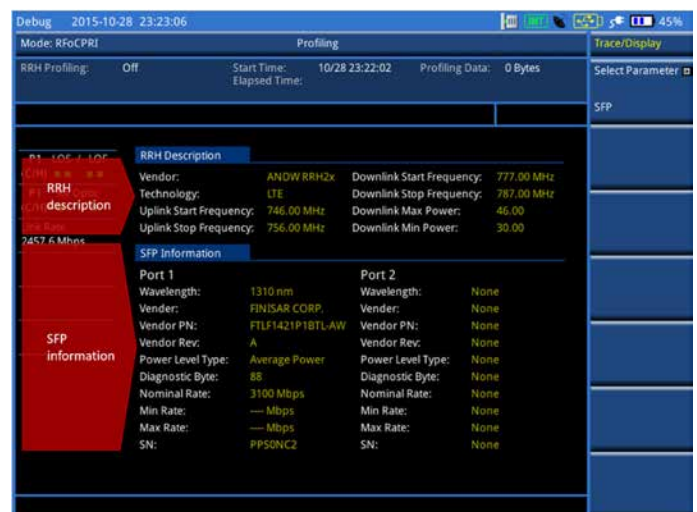 Debug 2015-10-28 23:23:06 INT 45%
Mode: RFoCPRI Profiling Trace/Display
RRH Profiling: Off Start Time: 10/28 23:22:02 Profiling Data: 0 Bytes Select Parameter
Elapsed Time:
SFP
P1 LOS / LOF RRH Description
RRH description
Vendor: ANDW RRH2x Downlink Start Frequency: 777.00 MHz
Technology: LTE Downlink Stop Frequency: 787.00 MHz
Uplink Start Frequency: 746.00 MHz Downlink Max Power: 46.00
Uplink Stop Frequency: 756.00 MHz Downlink Min Power: 30.00
2457.6 Mbps
SFP Information
SFP information
Port 1 Port 2
Wavelength: 1310 nm Wavelength: None
Vender: FINISAR CORP. Vender: None
Vendor PN: FTLF1421P1BTL-AW Vendor PN: None
Vendor Rev: A Vendor Rev: None
Power Level Type: Average Power Power Level Type: None
Diagnostic Byte: 88 Diagnostic Byte: None
Nominal Rate: 3100 Mbps Nominal Rate: None
Min Rate: ---- Mbps Min Rate: None
Max Rate: ---- Mbps Max Rate: None
SN: PPS0NC2 SN: None